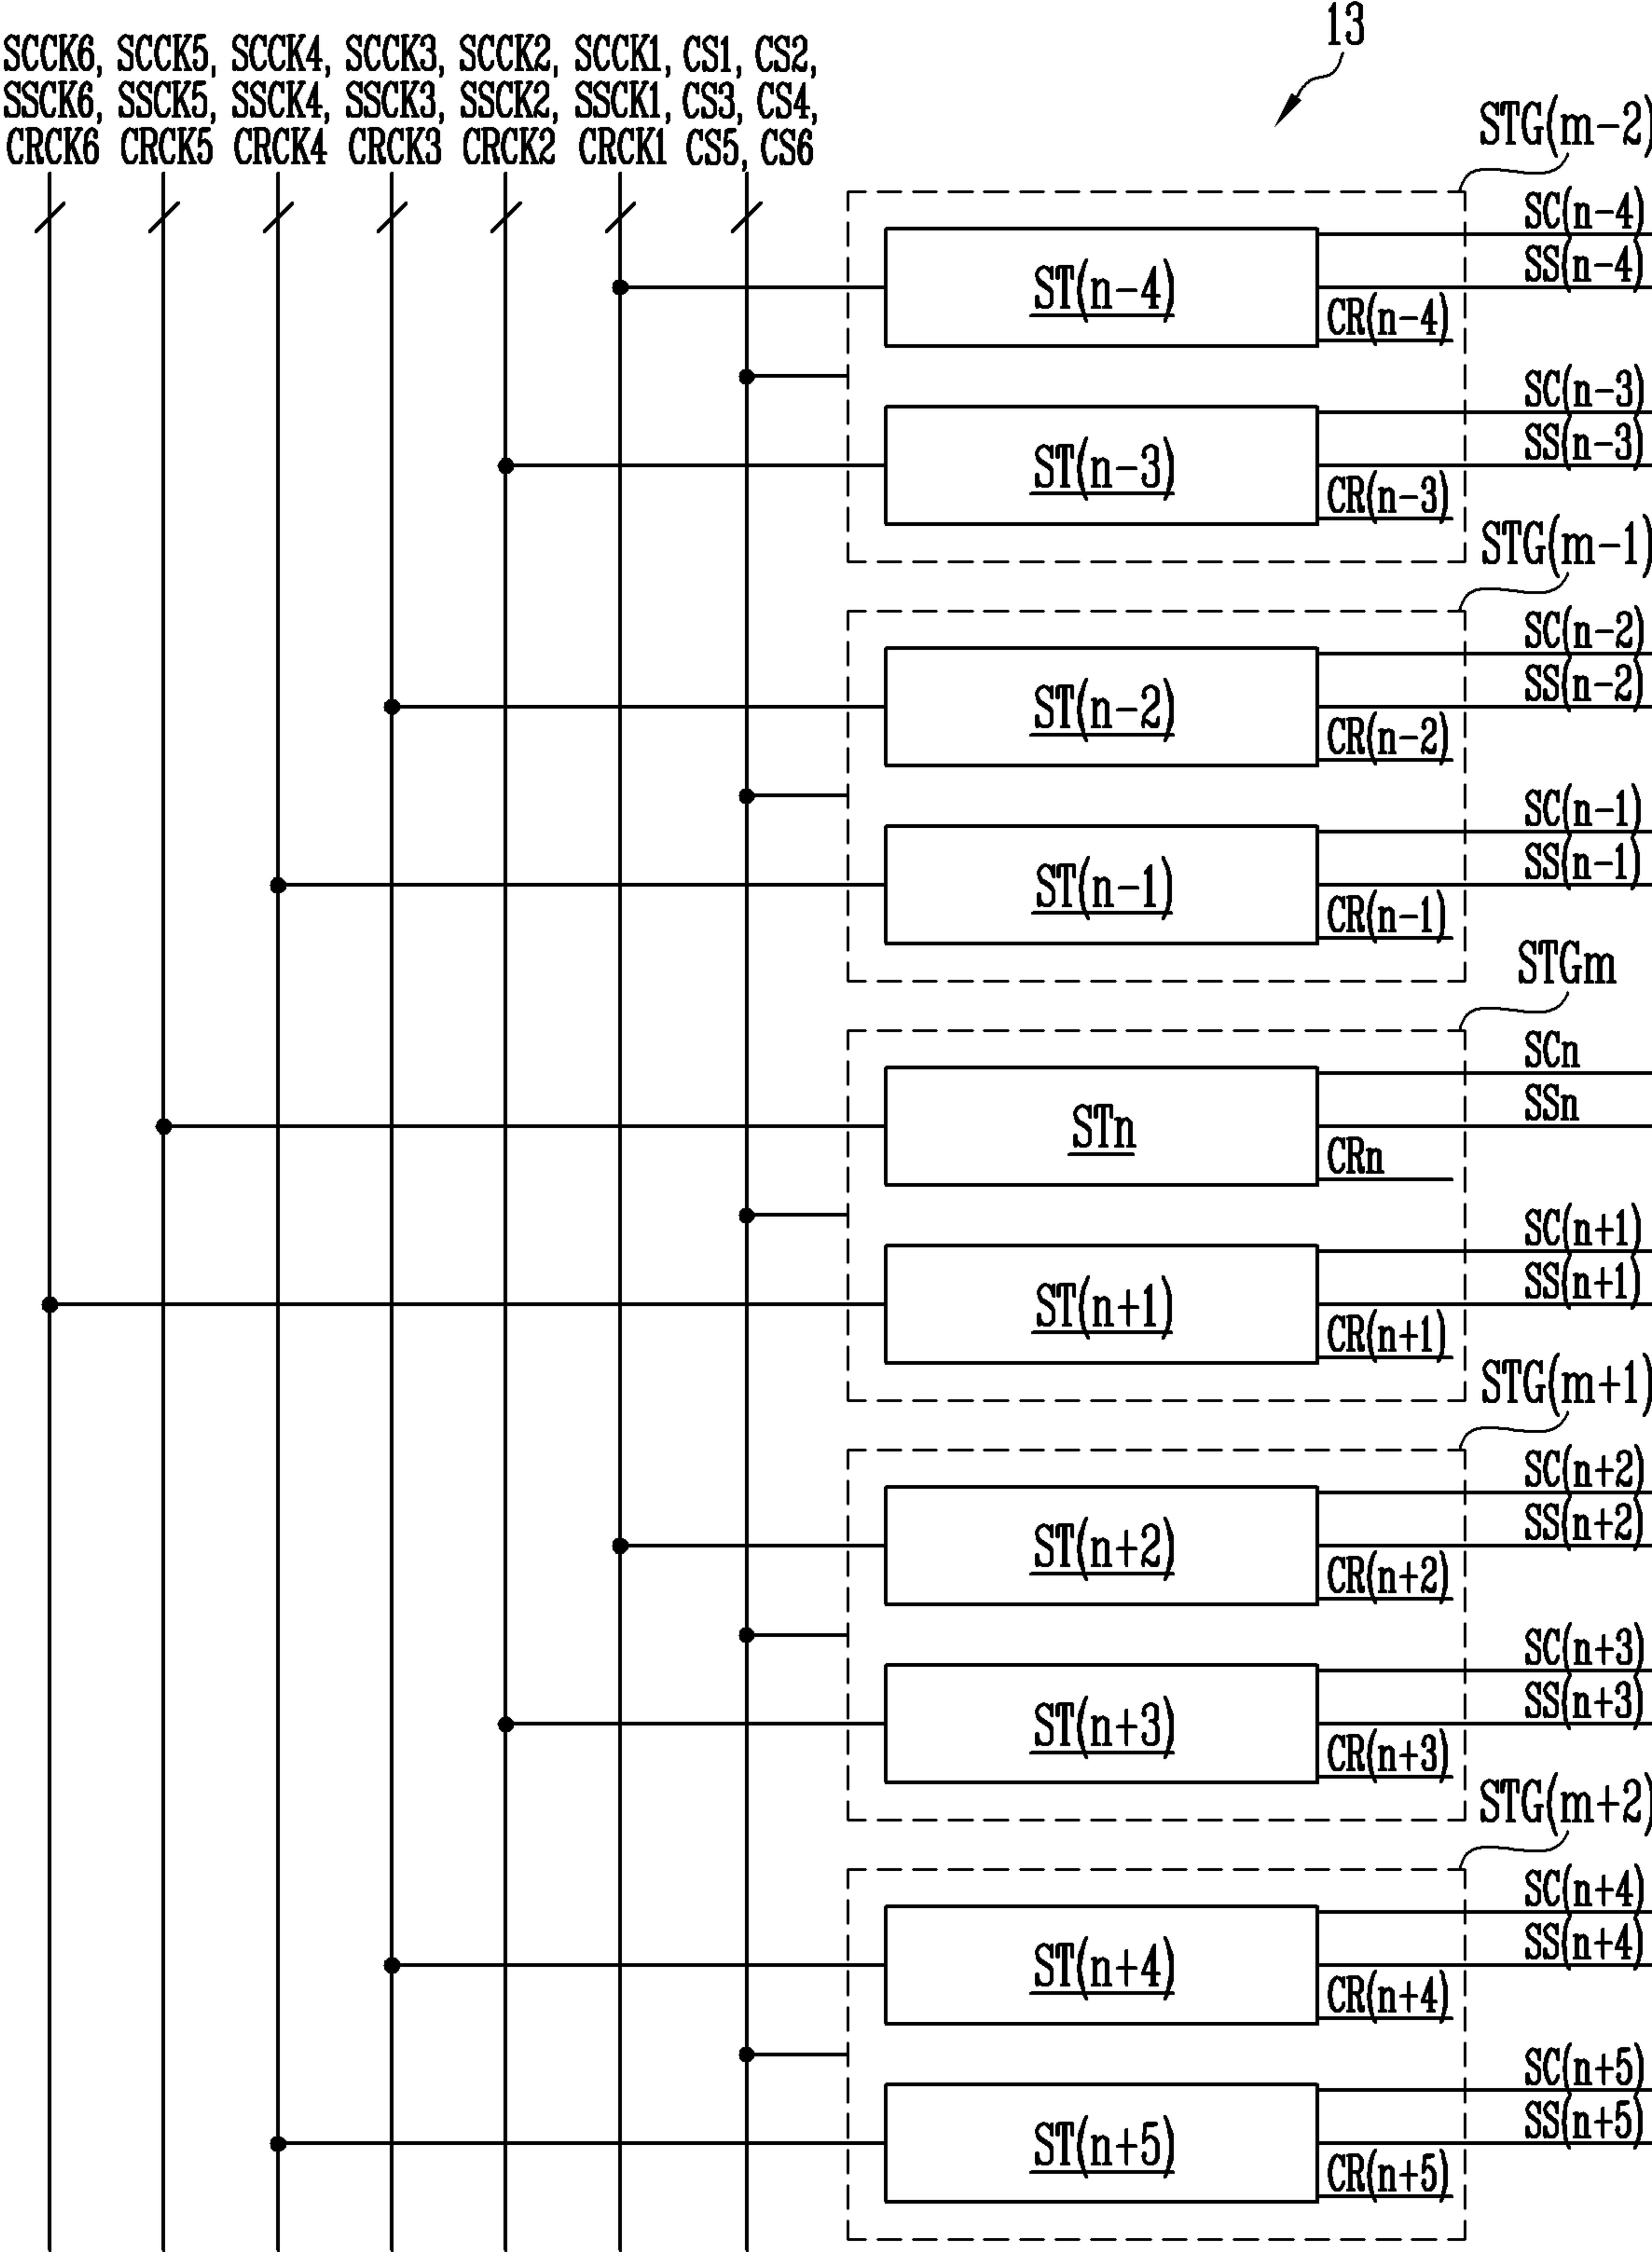 13
SCCK6, SCCK5, SCCK4, SCCK3, SCCK2, SCCK1, CS1, CS2,
SSCK6, SSCK5, SSCK4, SSCK3, SSCK2, SSCK1, CS3, CS4,
CRCK6 CRCK5 CRCK4 CRCK3 CRCK2 CRCK1 CS5, CS6
STG(m-2)
SC(n-4)
SS(n-4)
ST(n-4)
CR(n-4)
SC(n-3)
SS(n-3)
ST(n-3)
CR(n-3)
STG(m-1)
SC(n-2)
SS(n-2)
ST(n-2)
CR(n-2)
SC(n-1)
SS(n-1)
ST(n-1)
CR(n-1)
STGm
SCn
SSn
STn
CRn
SC(n+1)
SS(n+1)
ST(n+1)
CR(n+1)
STG(m+1)
SC(n+2)
SS(n+2)
ST(n+2)
CR(n+2)
SC(n+3)
SS(n+3)
ST(n+3)
CR(n+3)
STG(m+2)
SC(n+4)
SS(n+4)
ST(n+4)
CR(n+4)
SC(n+5)
SS(n+5)
ST(n+5)
CR(n+5)